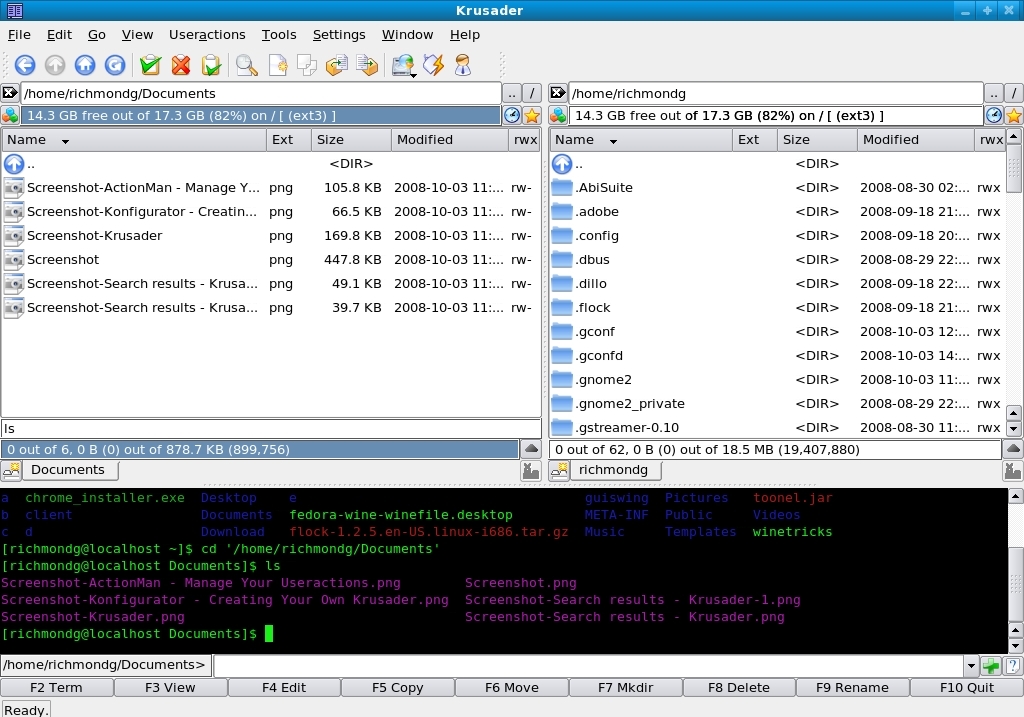 Krusader
File Edit Go View Useractions Tools Settings Window Help
/home/richmondg/Documents .. /
14.3 GB free out of 17.3 GB (82%) on / [ (ext3) ]
Name Ext Size Modified rwx
.. <DIR>
Screenshot-ActionMan - Manage Y... png 105.8 KB 2008-10-03 11:... rw-
Screenshot-Konfigurator - Creatin... png 66.5 KB 2008-10-03 11:... rw-
Screenshot-Krusader png 169.8 KB 2008-10-03 11:... rw-
Screenshot png 447.8 KB 2008-10-03 11:... rw-
Screenshot-Search results - Krusa... png 49.1 KB 2008-10-03 11:... rw-
Screenshot-Search results - Krusa... png 39.7 KB 2008-10-03 11:... rw-
ls
0 out of 6, 0 B (0) out of 878.7 KB (899,756)
Documents
/home/richmondg .. /
14.3 GB free out of 17.3 GB (82%) on / [ (ext3) ]
Name Ext Size Modified rwx
.. <DIR>
.AbiSuite <DIR> 2008-08-30 02:... rwx
.adobe <DIR> 2008-09-18 21:... rwx
.config <DIR> 2008-09-18 20:... rwx
.dbus <DIR> 2008-08-29 22:... rwx
.dillo <DIR> 2008-09-18 22:... rwx
.flock <DIR> 2008-09-18 21:... rwx
.gconf <DIR> 2008-10-03 12:... rwx
.gconfd <DIR> 2008-10-03 14:... rwx
.gnome2 <DIR> 2008-10-03 11:... rwx
.gnome2_private <DIR> 2008-08-29 22:... rwx
.gstreamer-0.10 <DIR> 2008-08-30 11:... rwx
0 out of 62, 0 B (0) out of 18.5 MB (19,407,880)
richmondg
a chrome_installer.exe Desktop e guiswing Pictures toonel.jar
b client Documents fedora-wine-winefile.desktop META-INF Public Videos
c d Download flock-1.2.5.en-US.linux-i686.tar.gz Music Templates winetricks
[richmondg@localhost ~]$ cd '/home/richmondg/Documents'
[richmondg@localhost Documents]$ ls
Screenshot-ActionMan - Manage Your Useractions.png Screenshot.png
Screenshot-Konfigurator - Creating Your Own Krusader.png Screenshot-Search results - Krusader-1.png
Screenshot-Krusader.png Screenshot-Search results - Krusader.png
[richmondg@localhost Documents]$
/home/richmondg/Documents>
F2 Term F3 View F4 Edit F5 Copy F6 Move F7 Mkdir F8 Delete F9 Rename F10 Quit
Ready.